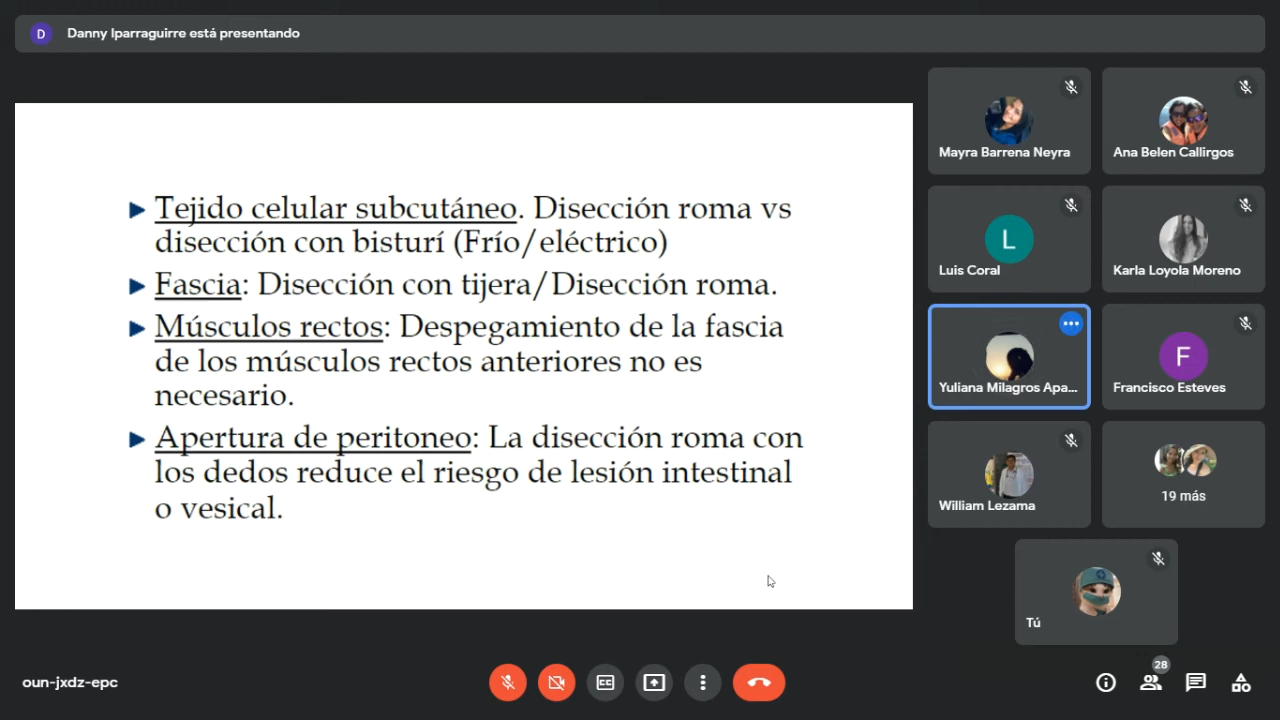 D
Danny Iparraguirre está presentando
► Tejido celular subcutáneo. Disección roma vs
disección con bisturí (Frío/eléctrico)
► Fascia: Disección con tijera/Disección roma.
► Músculos rectos: Despegamiento de la fascia
de los músculos rectos anteriores no es
necesario.
► Apertura de peritoneo: La disección roma con
los dedos reduce el riesgo de lesión intestinal
o vesical.
Mayra Barrena Neyra
Ana Belen Callirgos
L
Luis Coral
Karla Loyola Moreno
Yuliana Milagros Apa...
F
Francisco Esteves
William Lezama
19 más
Tú
oun-jxdz-epc
CC
28